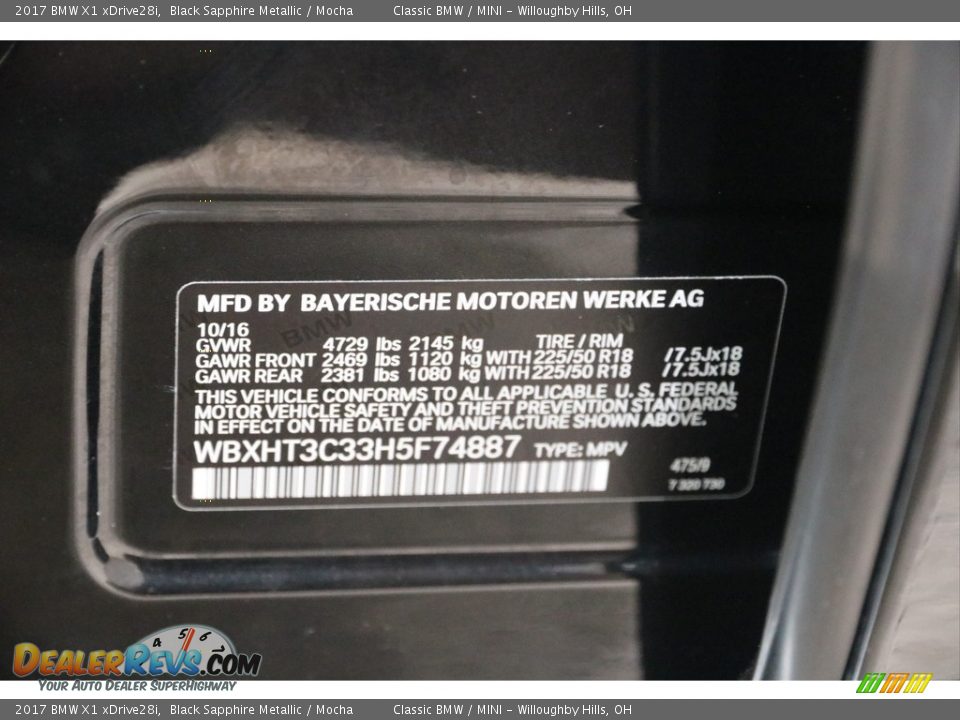 2017 BMW X1 xDrive28i, Black Sapphire Metallic / Mocha Classic BMW / MINI - Willoughby Hills, OH
MFD BY BAYERISCHE MOTOREN WERKE AG
10/16
GVWR 4729 lbs 2145 kg TIRE / RIM
GAWR FRONT 2469 lbs 1120 kg WITH 225/50 R18 /7.5Jx18
GAWR REAR 2381 lbs 1080 kg WITH 225/50 R18 /7.5Jx18
THIS VEHICLE CONFORMS TO ALL APPLICABLE U. S. FEDERAL
MOTOR VEHICLE SAFETY AND THEFT PREVENTION STANDARDS
IN EFFECT ON THE DATE OF MANUFACTURE SHOWN ABOVE.
WBXHT3C33H5F74887 TYPE: MPV
475/9
7 320 730
4 5 6
DEALERREVS.COM
YOUR AUTO DEALER SUPERHIGHWAY
2017 BMW X1 xDrive28i, Black Sapphire Metallic / Mocha Classic BMW / MINI - Willoughby Hills, OH